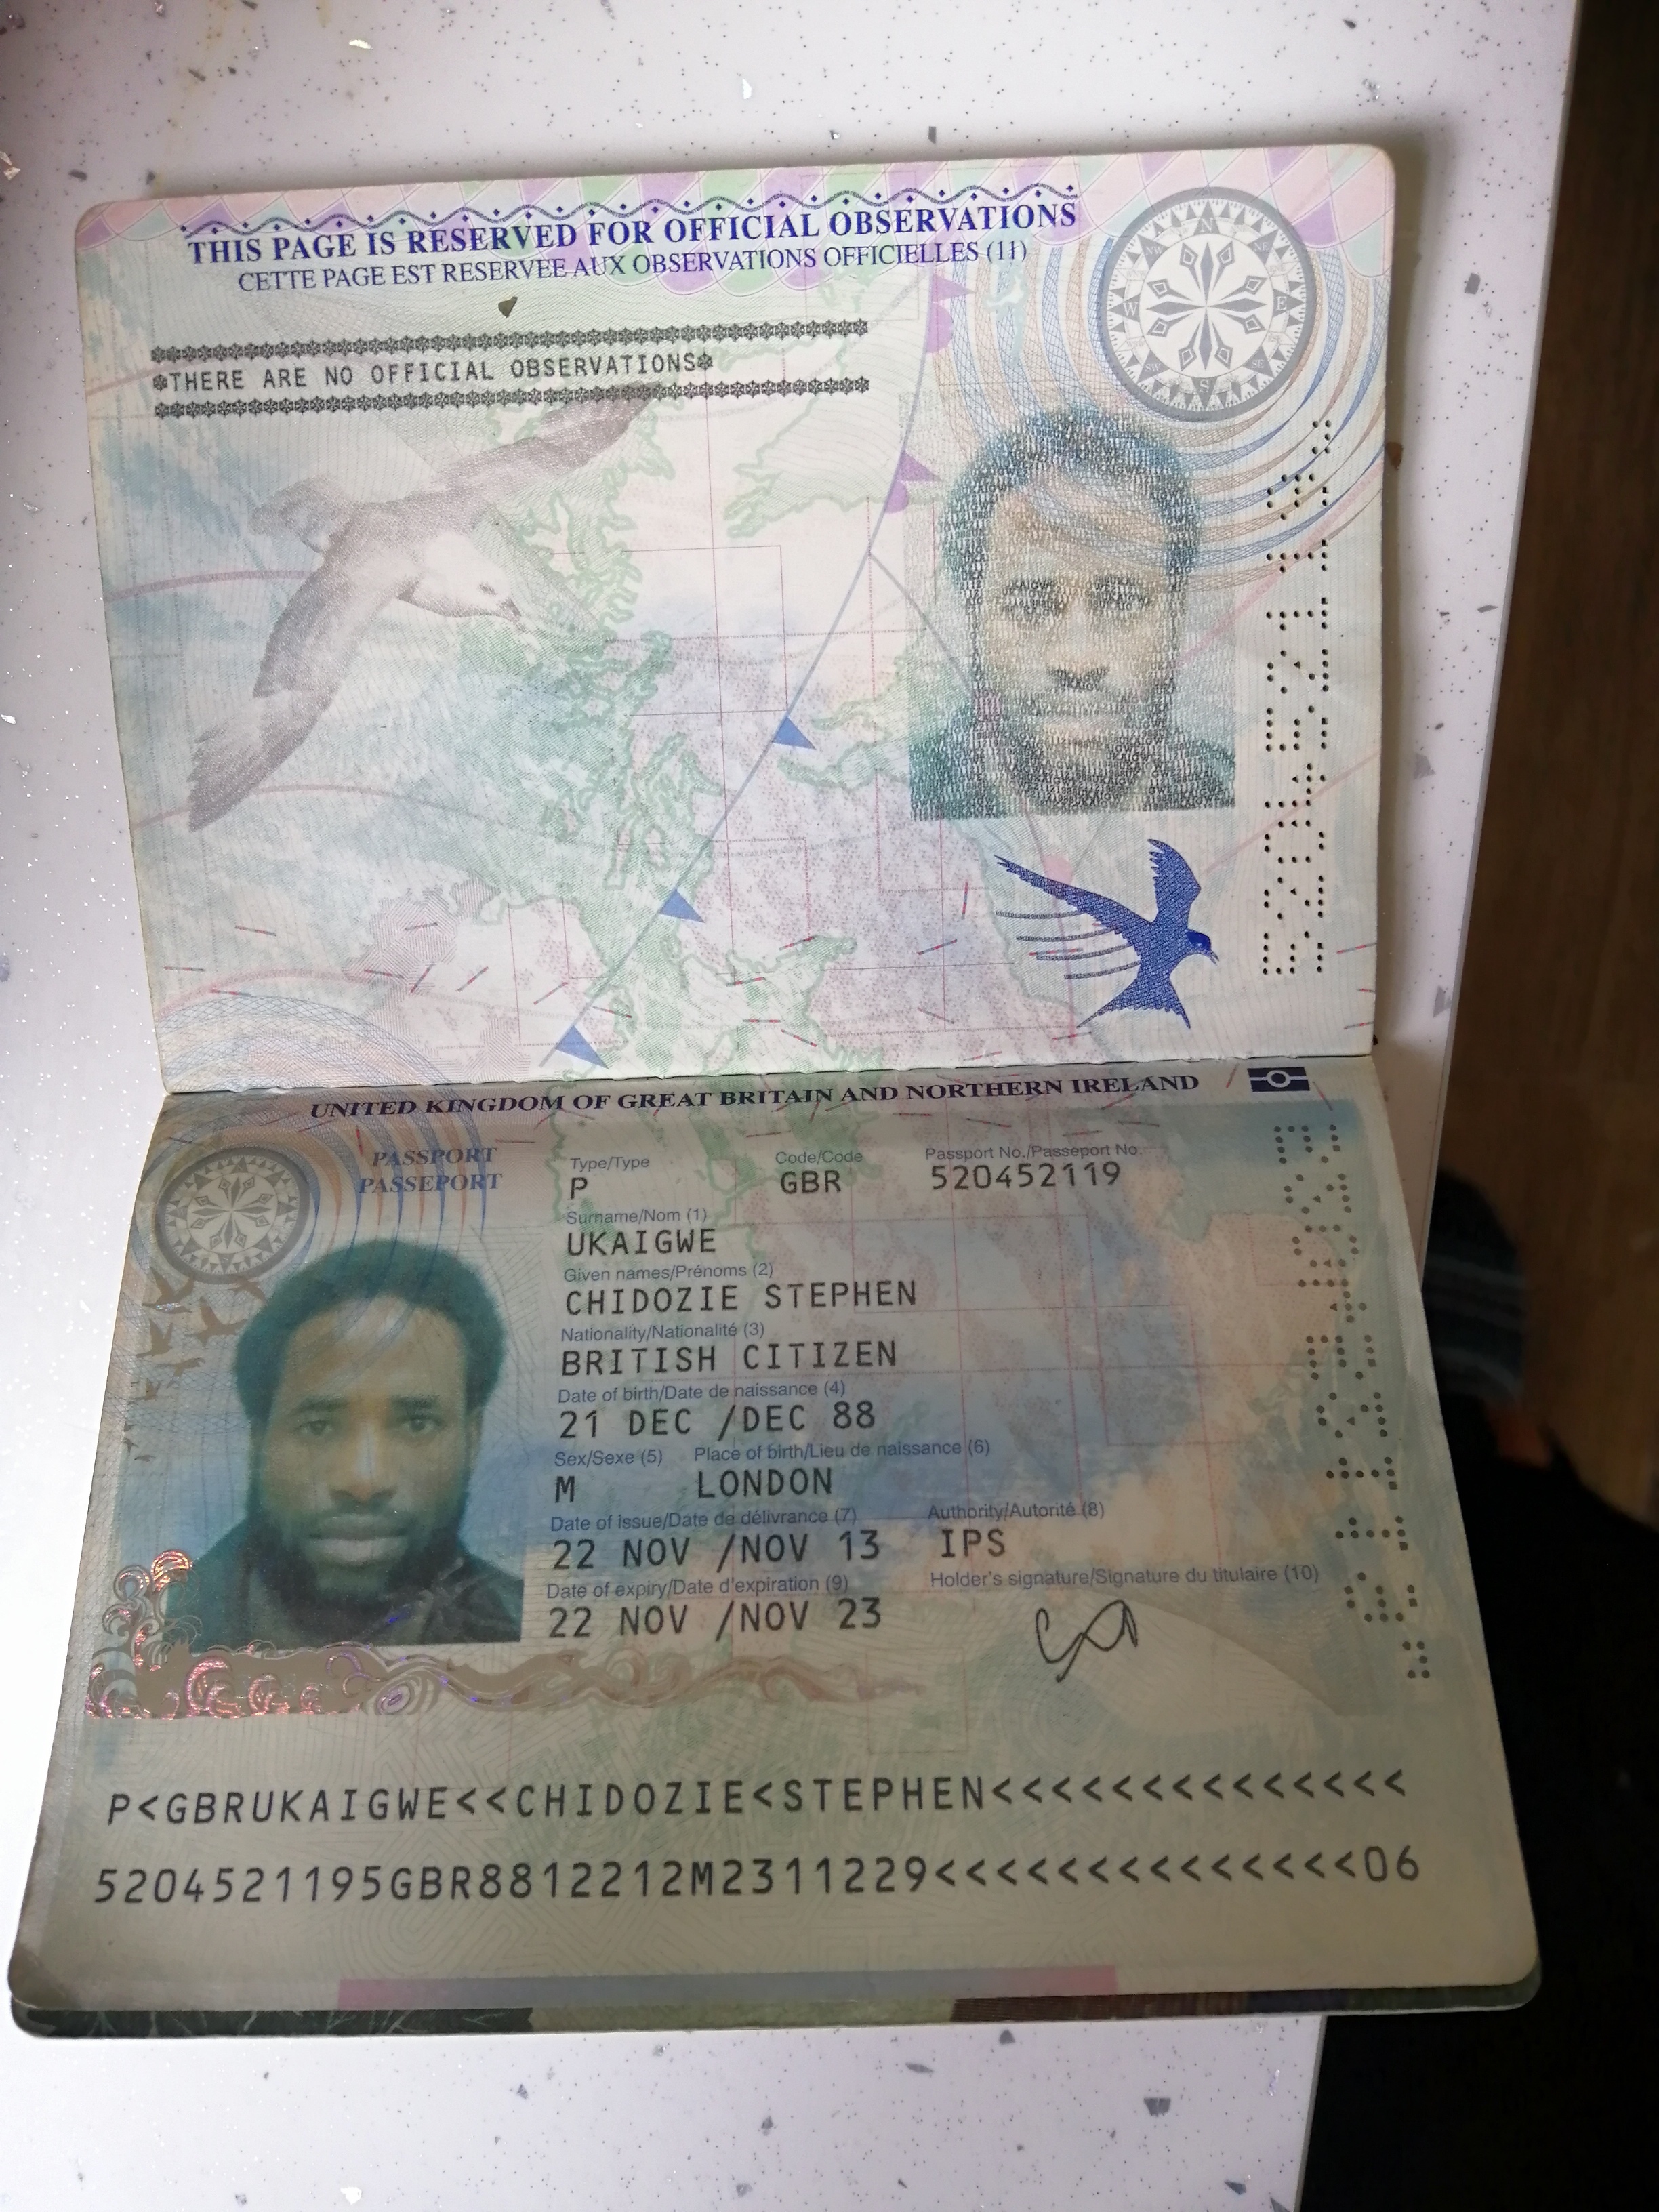 THIS PAGE IS RESERVED FOR OFFICIAL OBSERVATIONS
CETTE PAGE EST RESERVEE AUX OBSERVATIONS OFFICIELLES (11)
*THERE ARE NO OFFICIAL OBSERVATIONS*
520452119
UNITED KINGDOM OF GREAT BRITAIN AND NORTHERN IRELAND
PASSPORT
PASSEPORT
Type/Type Code/Code Passport No./Passeport No.
P GBR 520452119
Surname/Nom (1)
UKAIGWE
Given names/Prénoms (2)
CHIDOZIE STEPHEN
Nationality/Nationalité (3)
BRITISH CITIZEN
Date of birth/Date de naissance (4)
21 DEC /DEC 88
Sex/Sexe (5) Place of birth/Lieu de naissance (6)
M LONDON
Date of issue/Date de délivrance (7) Authority/Autorité (8)
22 NOV /NOV 13 IPS
Date of expiry/Date d'expiration (9) Holder's signature/Signature du titulaire (10)
22 NOV /NOV 23
P<GBRUKAIGWE<<CHIDOZIE<STEPHEN<<<<<<<<<<<<<<
5204521195GBR8812212M2311229<<<<<<<<<<<<<<06